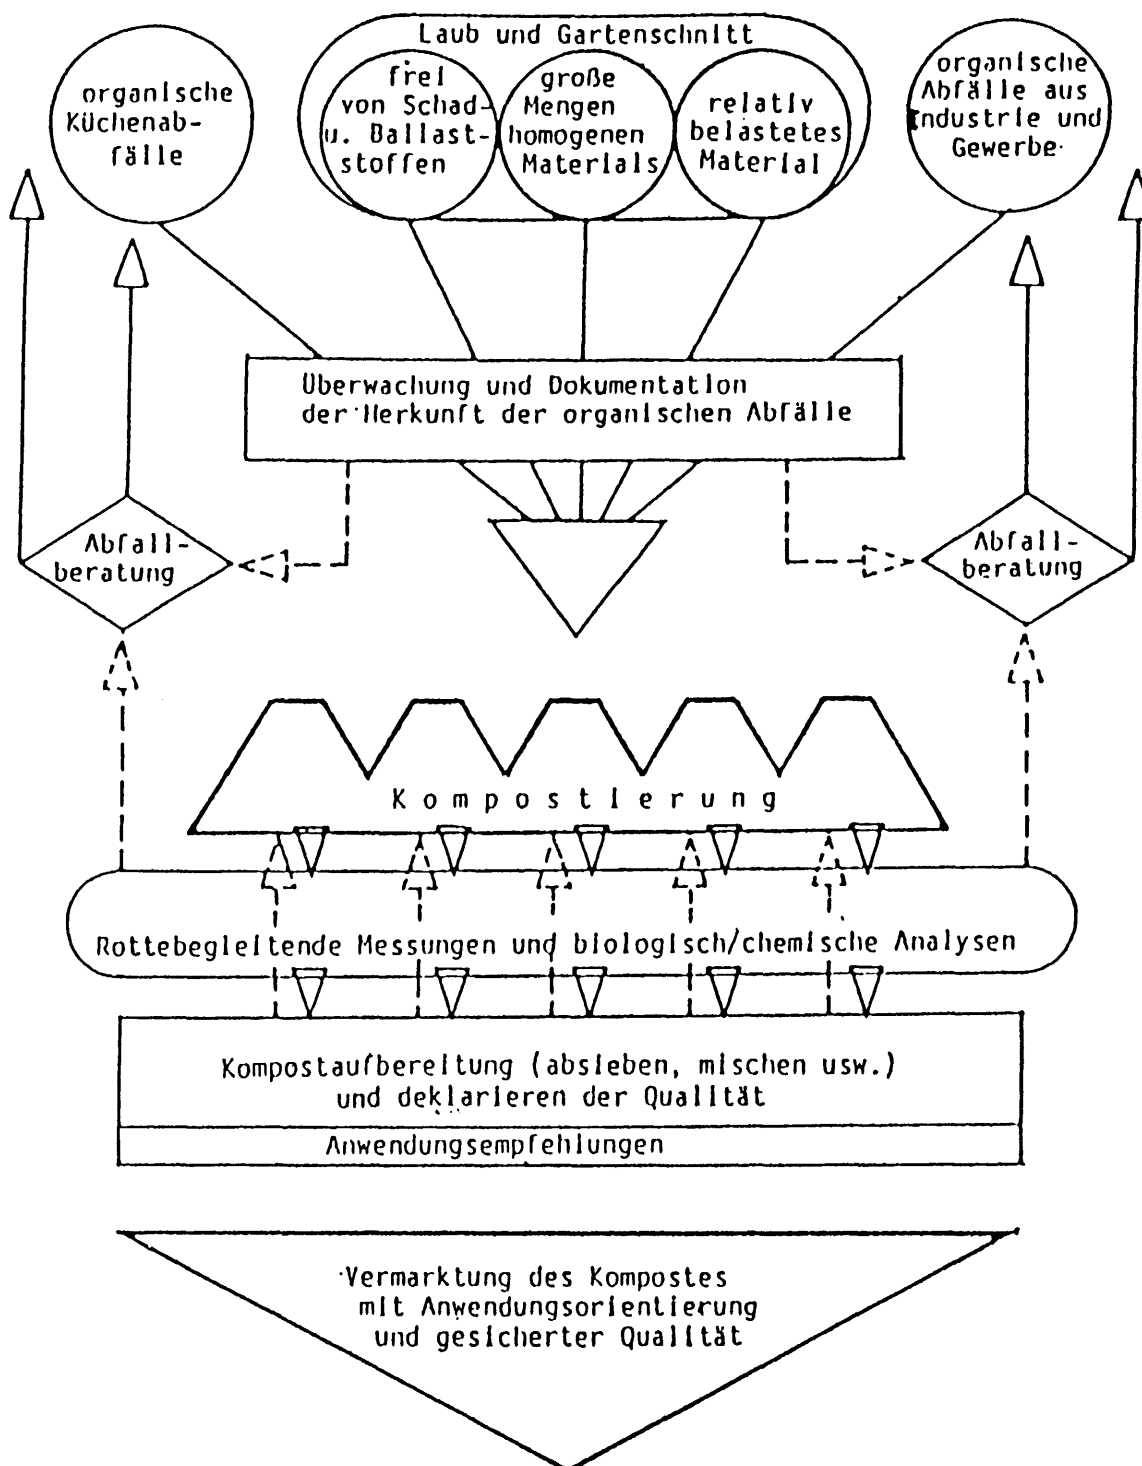 Laub und Gartenschnitt
organische
Küchenab-
fälle
frei
von Schad-
u. Ballast-
stoffen
große
Mengen
homogenen
Materials
relativ
belastetes
Material
organische
Abfälle aus
Industrie und
Gewerbe
Überwachung und Dokumentation
der Herkunft der organischen Abfälle
Abfall-
beratung
Abfall-
beratung
Kompostierung
Rottebegleitende Messungen und biologisch/chemische Analysen
Kompostaufbereitung (absieben, mischen usw.)
und deklarieren der Qualität
Anwendungsempfehlungen
Vermarktung des Kompostes
mit Anwendungsorientierung
und gesicherter Qualität